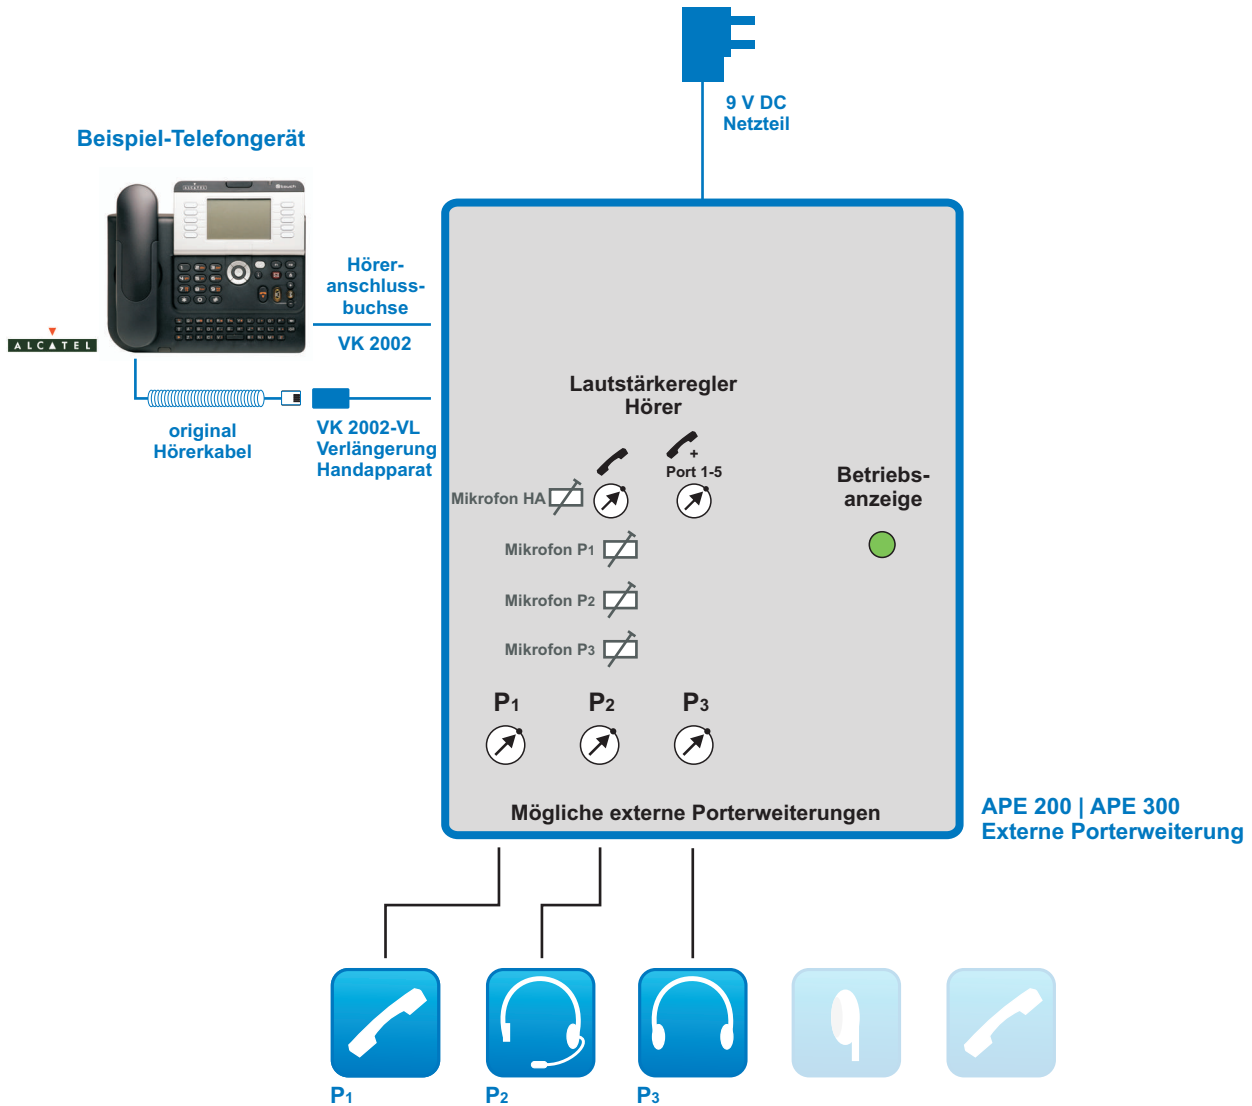 9 V DC
Netzteil
Beispiel-Telefongerät
ALCATEL
Hörer-
anschluss-
buchse
VK 2002
original
Hörerkabel
VK 2002-VL
Verlängerung
Handapparat
Lautstärkeregler
Hörer
+
Port 1-5
Mikrofon HA
Mikrofon P1
Mikrofon P2
Mikrofon P3
Betriebs-
anzeige
P1 P2 P3
Mögliche externe Porterweiterungen
APE 200 | APE 300
Externe Porterweiterung
P1 P2 P3